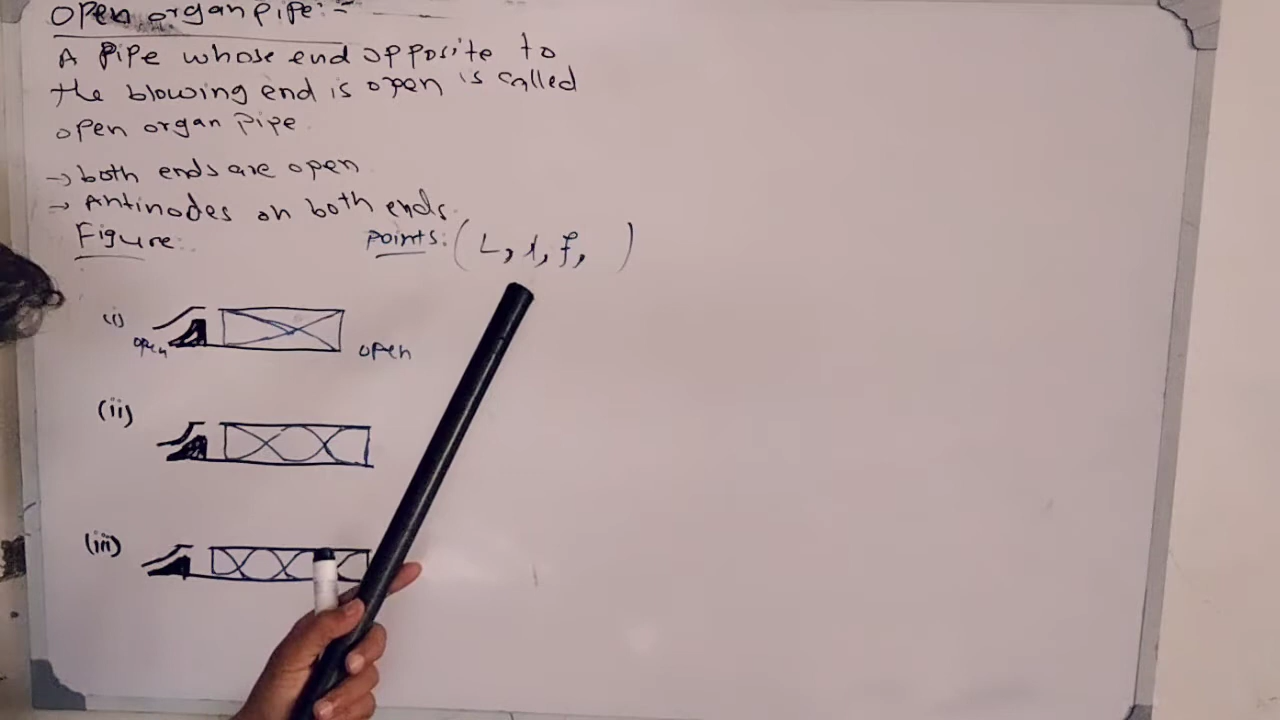 Open organ pipe:-
A Pipe whose end opposite to
the blowing end is open is called
open organ pipe.
→ both ends are open
→ Antinodes on both ends.
Figure: Points: (L, λ, f, )
(i)
open open
(ii)
(iii)